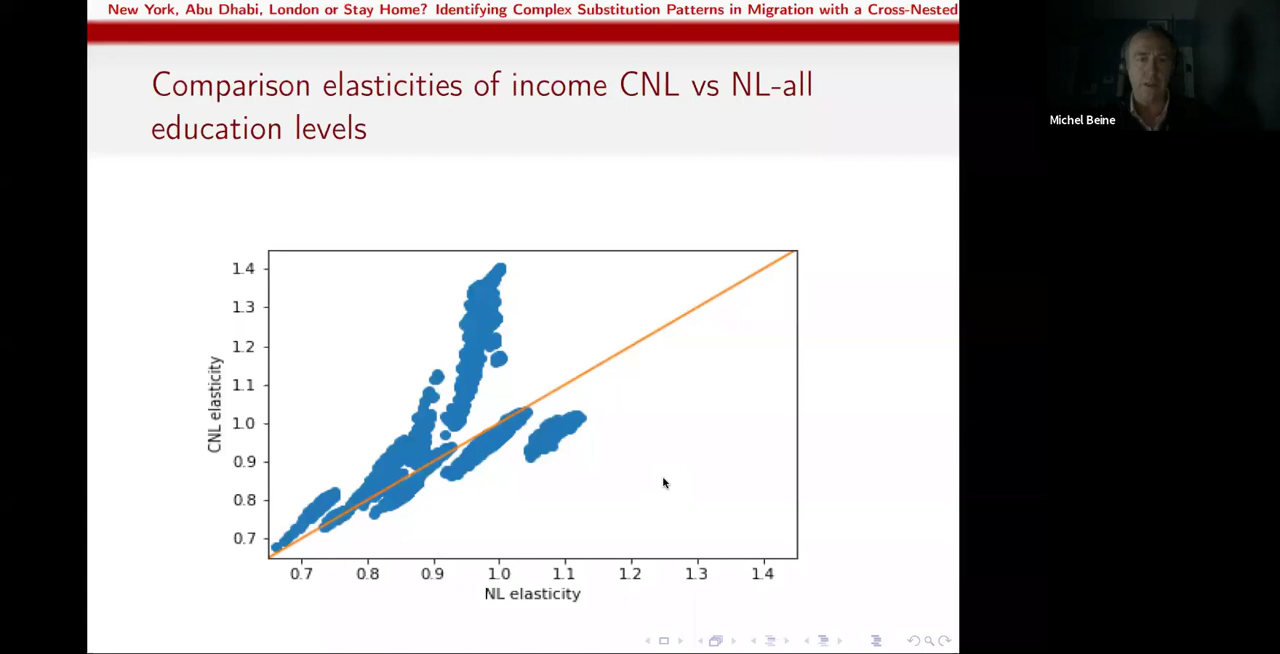 New York, Abu Dhabi, London or Stay Home? Identifying Complex Substitution Patterns in Migration with a Cross-Nested
Comparison elasticities of income CNL vs NL-all
education levels
Michel Beine
1.4
1.3
1.2
1.1
1.0
0.9
0.8
0.7
CNL elasticity
0.7 0.8 0.9 1.0 1.1 1.2 1.3 1.4
NL elasticity